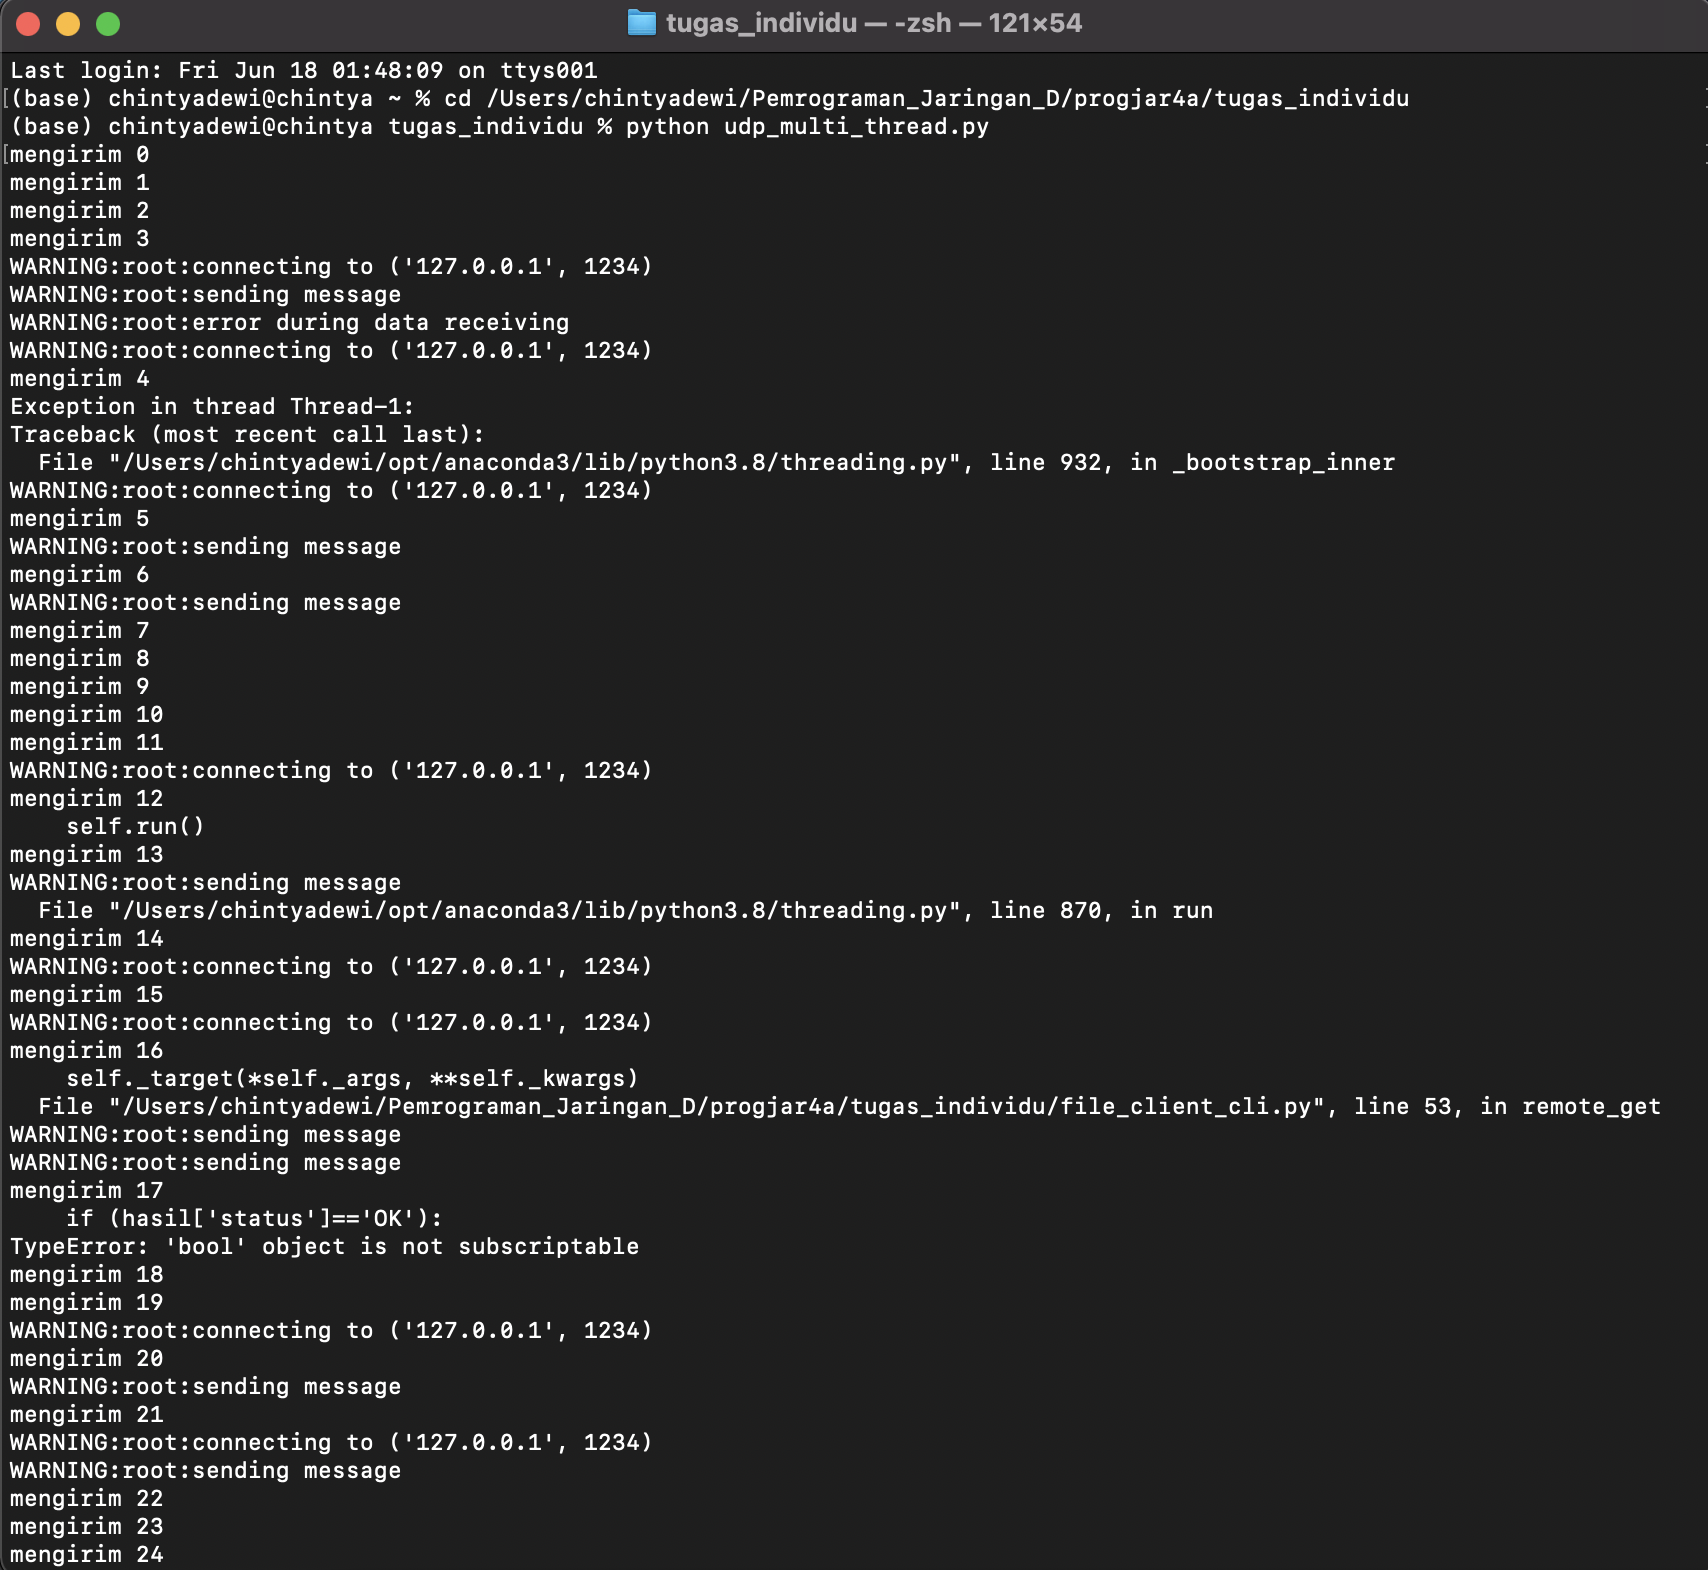 tugas_individu — -zsh — 121×54
Last login: Fri Jun 18 01:48:09 on ttys001
[(base) chintyadewi@chintya ~ % cd /Users/chintyadewi/Pemrograman_Jaringan_D/progjar4a/tugas_individu ]
(base) chintyadewi@chintya tugas_individu % python udp_multi_thread.py
[mengirim 0 ]
mengirim 1
mengirim 2
mengirim 3
WARNING:root:connecting to ('127.0.0.1', 1234)
WARNING:root:sending message
WARNING:root:error during data receiving
WARNING:root:connecting to ('127.0.0.1', 1234)
mengirim 4
Exception in thread Thread-1:
Traceback (most recent call last):
  File "/Users/chintyadewi/opt/anaconda3/lib/python3.8/threading.py", line 932, in _bootstrap_inner
WARNING:root:connecting to ('127.0.0.1', 1234)
mengirim 5
WARNING:root:sending message
mengirim 6
WARNING:root:sending message
mengirim 7
mengirim 8
mengirim 9
mengirim 10
mengirim 11
WARNING:root:connecting to ('127.0.0.1', 1234)
mengirim 12
    self.run()
mengirim 13
WARNING:root:sending message
  File "/Users/chintyadewi/opt/anaconda3/lib/python3.8/threading.py", line 870, in run
mengirim 14
WARNING:root:connecting to ('127.0.0.1', 1234)
mengirim 15
WARNING:root:connecting to ('127.0.0.1', 1234)
mengirim 16
    self._target(*self._args, **self._kwargs)
  File "/Users/chintyadewi/Pemrograman_Jaringan_D/progjar4a/tugas_individu/file_client_cli.py", line 53, in remote_get
WARNING:root:sending message
WARNING:root:sending message
mengirim 17
    if (hasil['status']=='OK'):
TypeError: 'bool' object is not subscriptable
mengirim 18
mengirim 19
WARNING:root:connecting to ('127.0.0.1', 1234)
mengirim 20
WARNING:root:sending message
mengirim 21
WARNING:root:connecting to ('127.0.0.1', 1234)
WARNING:root:sending message
mengirim 22
mengirim 23
mengirim 24